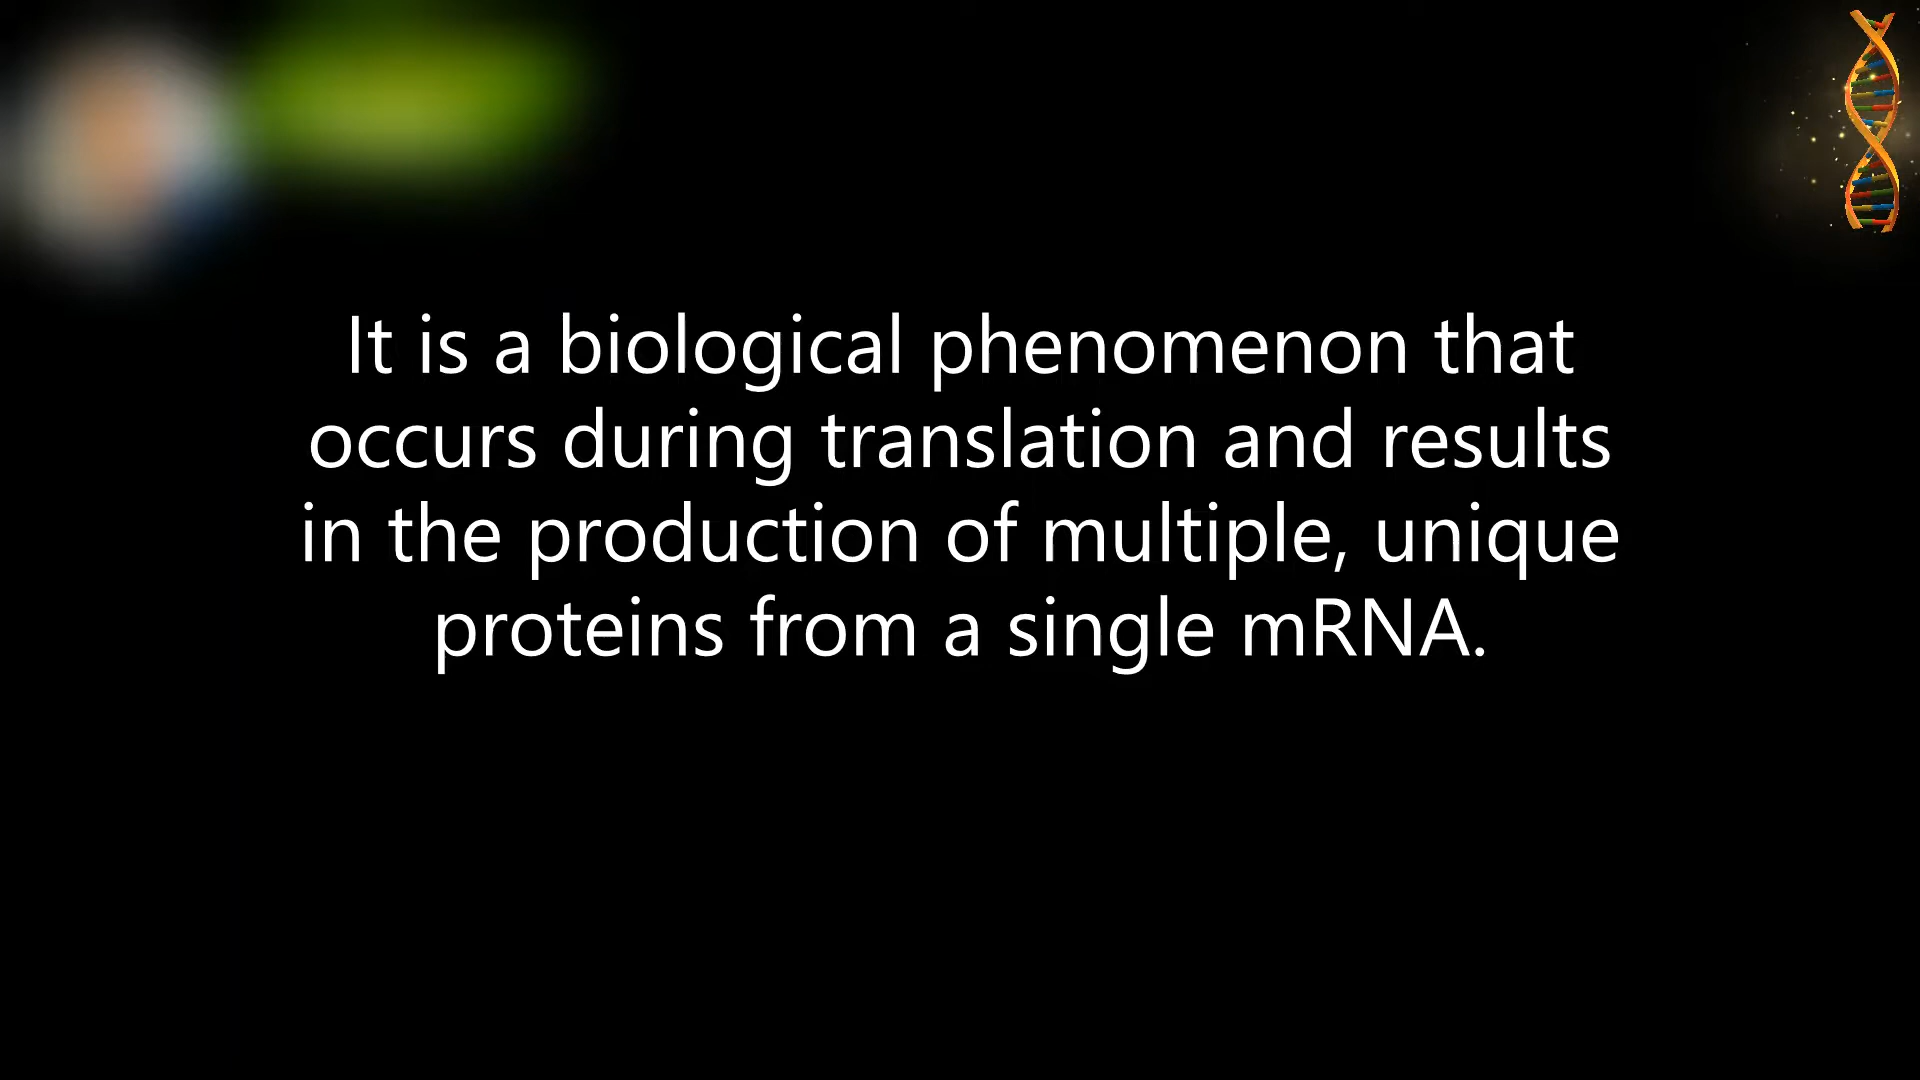 It is a biological phenomenon that
occurs during translation and results
in the production of multiple, unique
proteins from a single mRNA.